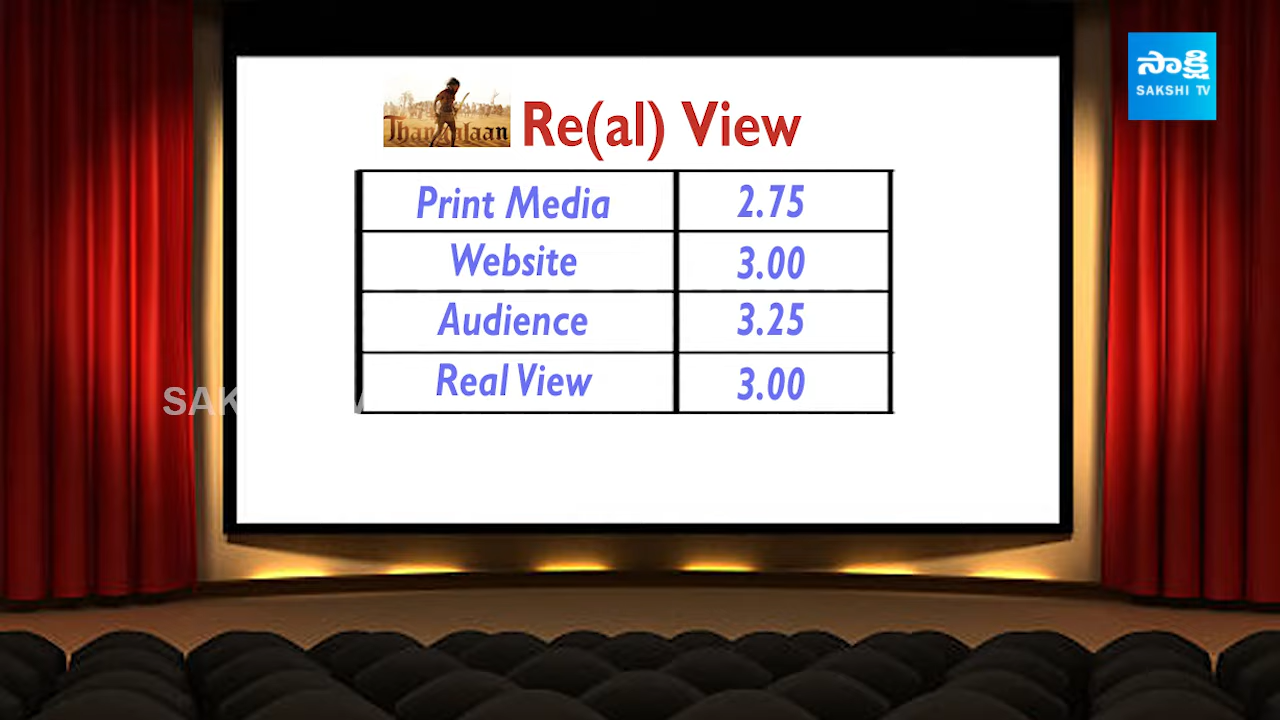 సాక్షి
SAKSHI TV
Thangalaan
Re(al) View
Print Media 2.75
Website 3.00
Audience 3.25
Real View 3.00